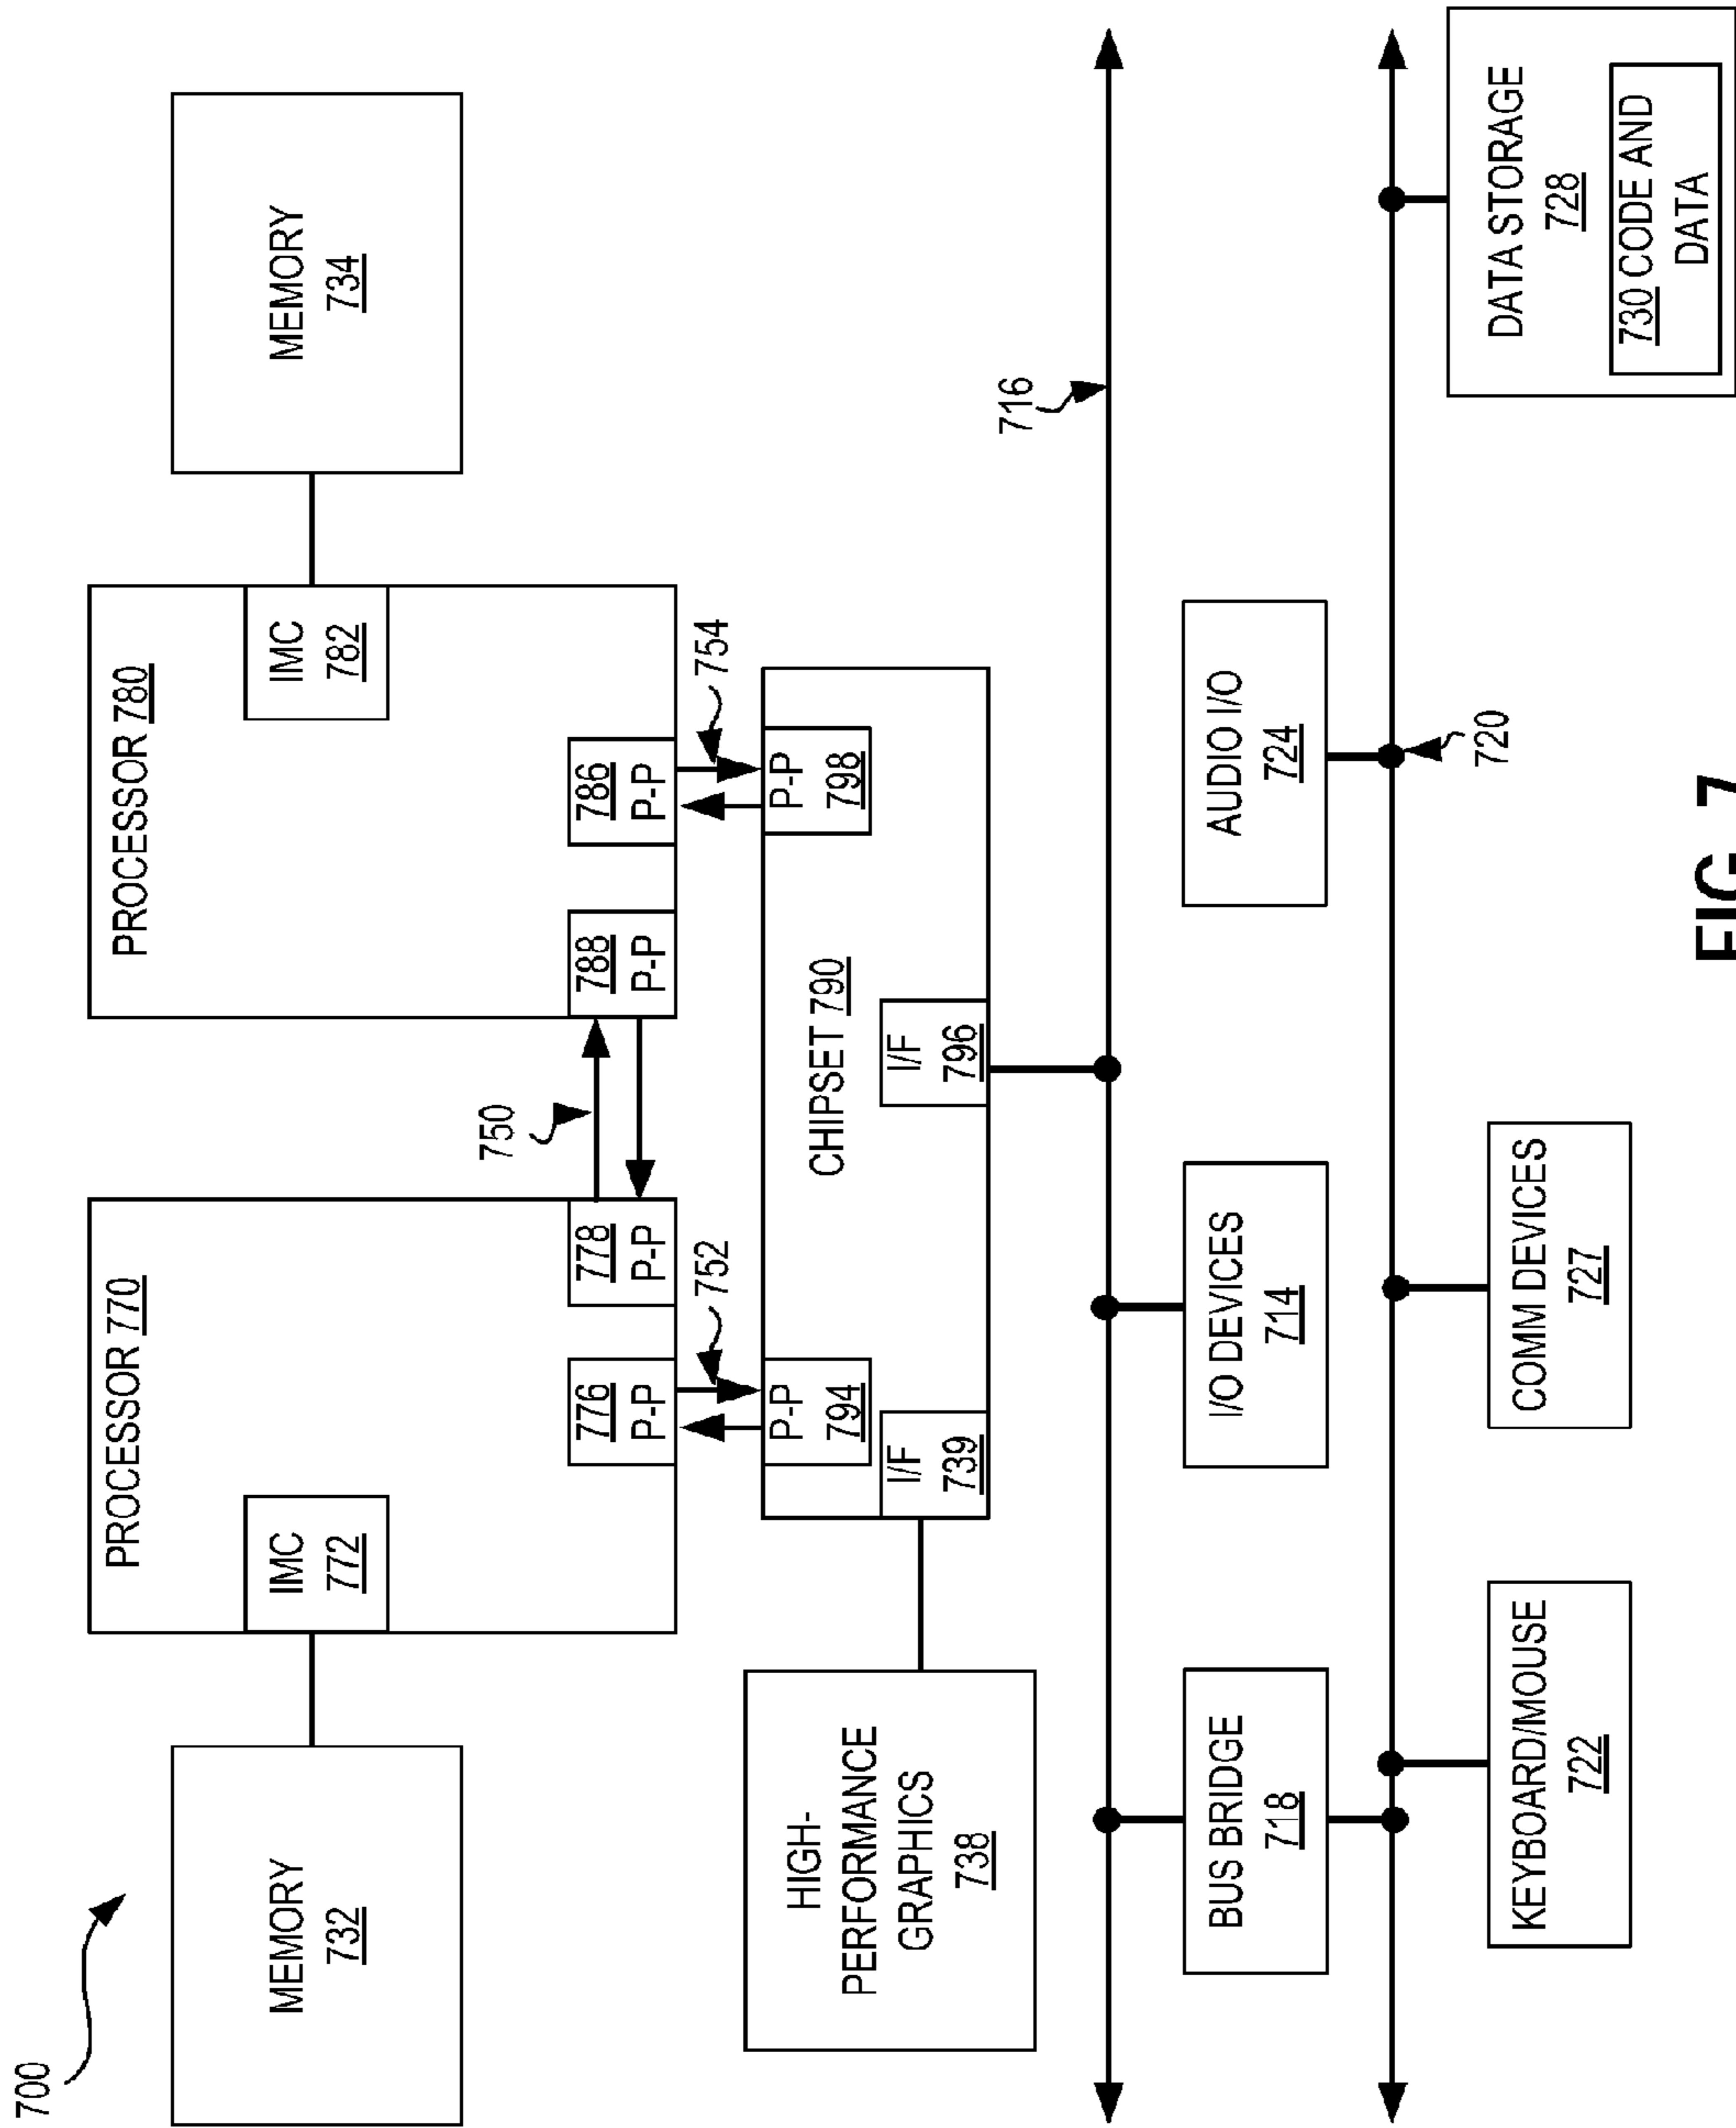 700
MEMORY
732
PROCESSOR 770
IMC
772
776
P-P
778
P-P
750
PROCESSOR 780
IMC
782
788
P-P
786
P-P
MEMORY
734
752
754
HIGH-
PERFORMANCE
GRAPHICS
738
P-P
794
I/F
739
CHIPSET 790
I/F
796
P-P
798
716
BUS BRIDGE
718
I/O DEVICES
714
AUDIO I/O
724
720
KEYBOARD/MOUSE
722
COMM DEVICES
727
DATA STORAGE
728
730 CODE AND
DATA
FIG. 7